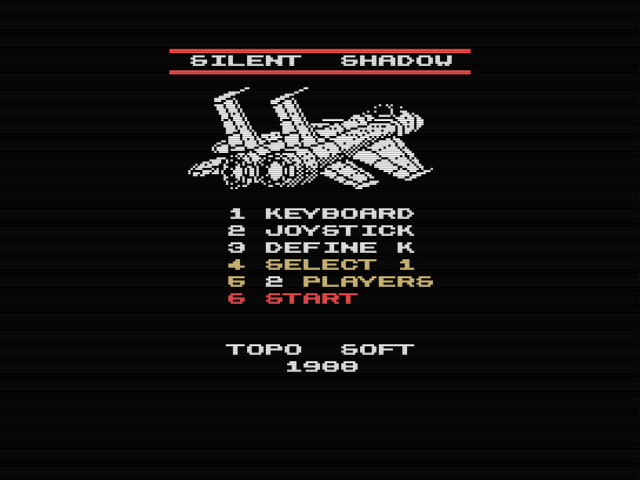 SILENT SHADOW
1 KEYBOARD
2 JOYSTICK
3 DEFINE K
4 SELECT 1
5 2 PLAYERS
6 START
TOPO SOFT
1988